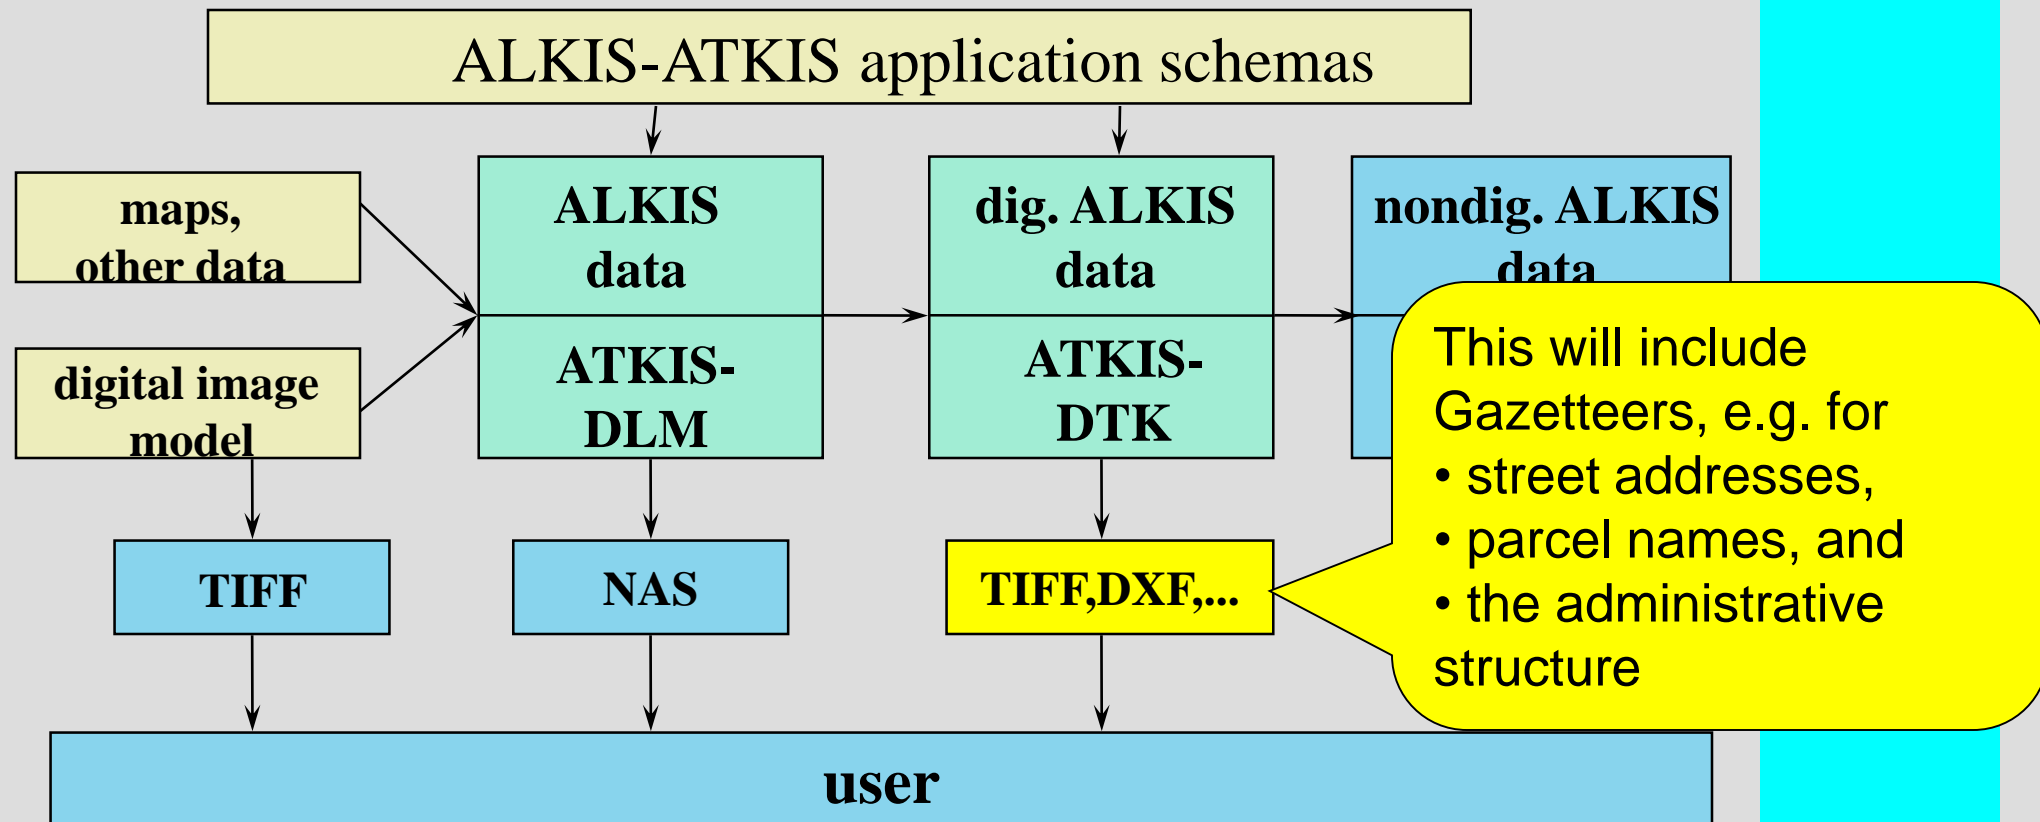 ALKIS-ATKIS application schemas
maps,
other data
digital image
model
ALKIS
data
ATKIS-
DLM
dig. ALKIS
data
ATKIS-
DTK
nondig. ALKIS
data
This will include
Gazetteers, e.g. for
• street addresses,
• parcel names, and
• the administrative
structure
TIFF
NAS
TIFF,DXF,...
user